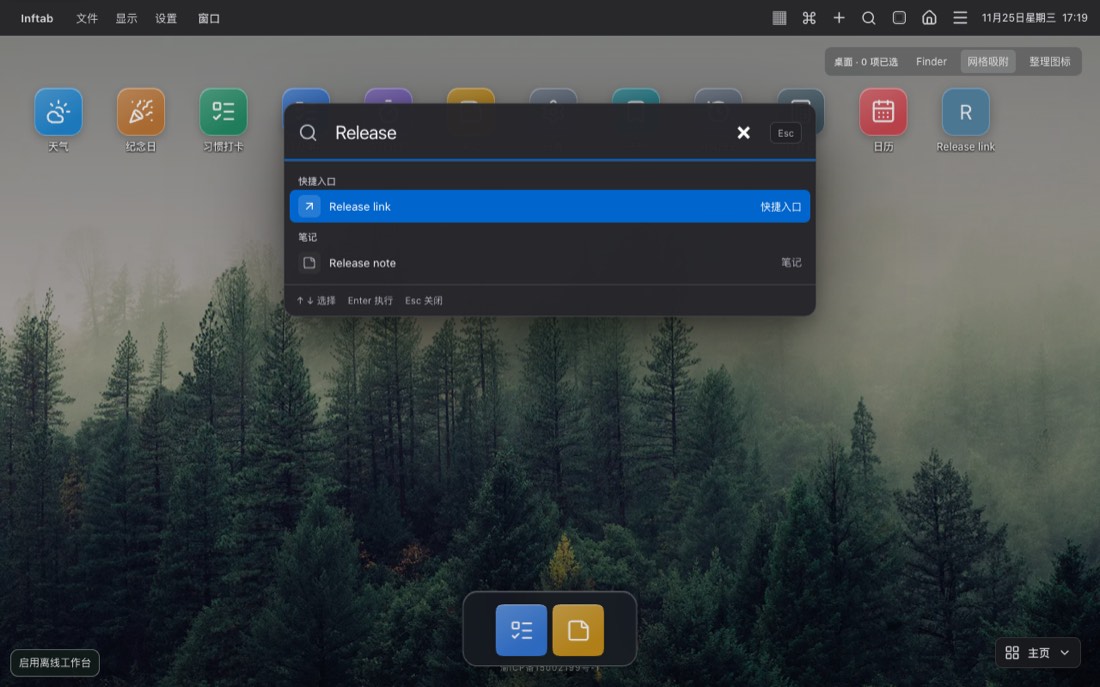 Inftab 文件 显示 设置 窗口 11月25日星期三 17:19
桌面 · 0 项已选 Finder 网格吸附 整理图标
天气 纪念日 习惯打卡 日历 R Release link
Release Esc
快捷入口
Release link 快捷入口
笔记
Release note 笔记
↑ ↓ 选择 Enter 执行 Esc 关闭
启用离线工作台
主页